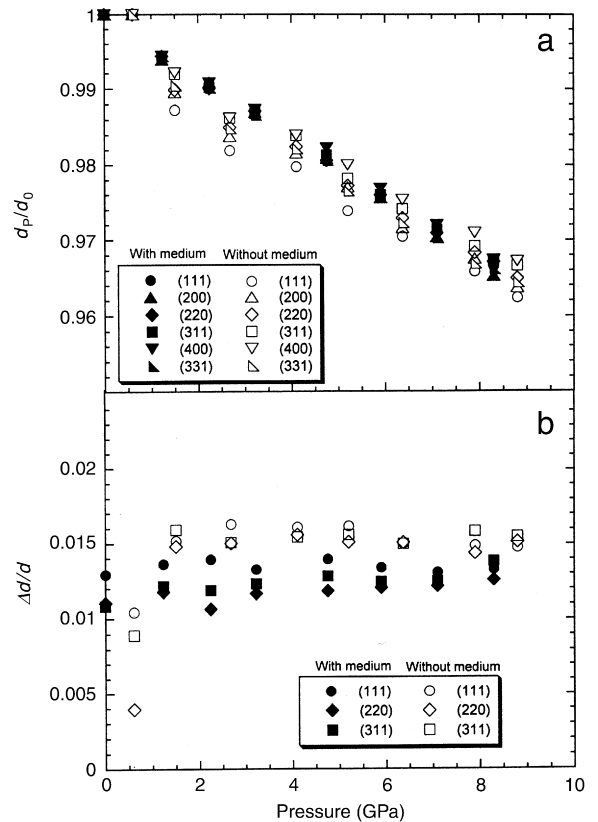 1
0.99
0.98
0.97
0.96
dP/d0
a
With medium Without medium
(111) (111)
(200) (200)
(220) (220)
(311) (311)
(400) (400)
(331) (331)
b
0.02
0.015
0.01
0.005
0
Δd/d
With medium Without medium
(111) (111)
(220) (220)
(311) (311)
0 2 4 6 8 10
Pressure (GPa)